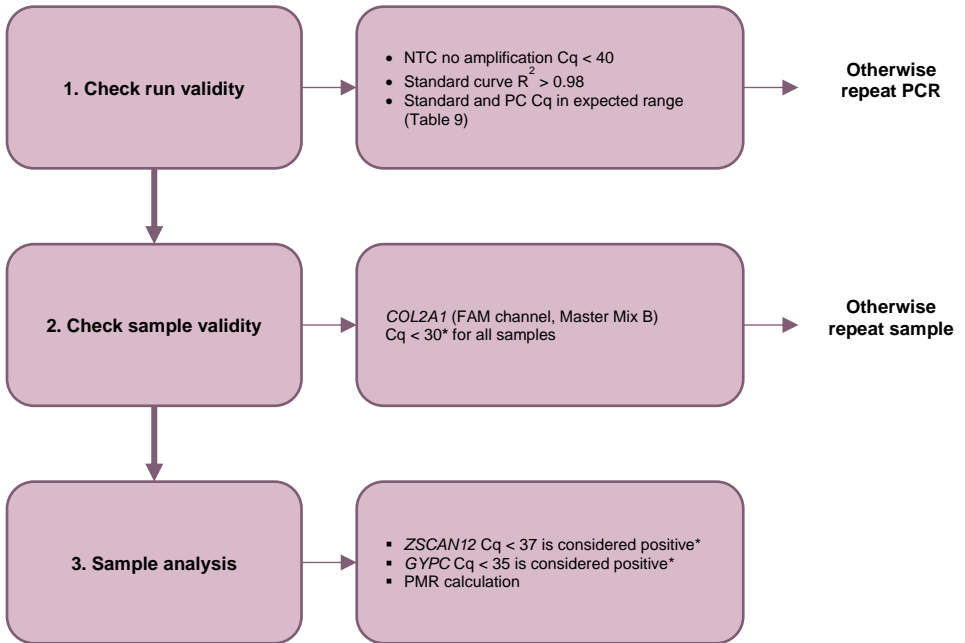 1. Check run validity
• NTC no amplification Cq < 40
• Standard curve R² > 0.98
• Standard and PC Cq in expected range
(Table 9)
Otherwise
repeat PCR
2. Check sample validity
COL2A1 (FAM channel, Master Mix B)
Cq < 30* for all samples
Otherwise
repeat sample
3. Sample analysis
▪ ZSCAN12 Cq < 37 is considered positive*
▪ GYPC Cq < 35 is considered positive*
▪ PMR calculation